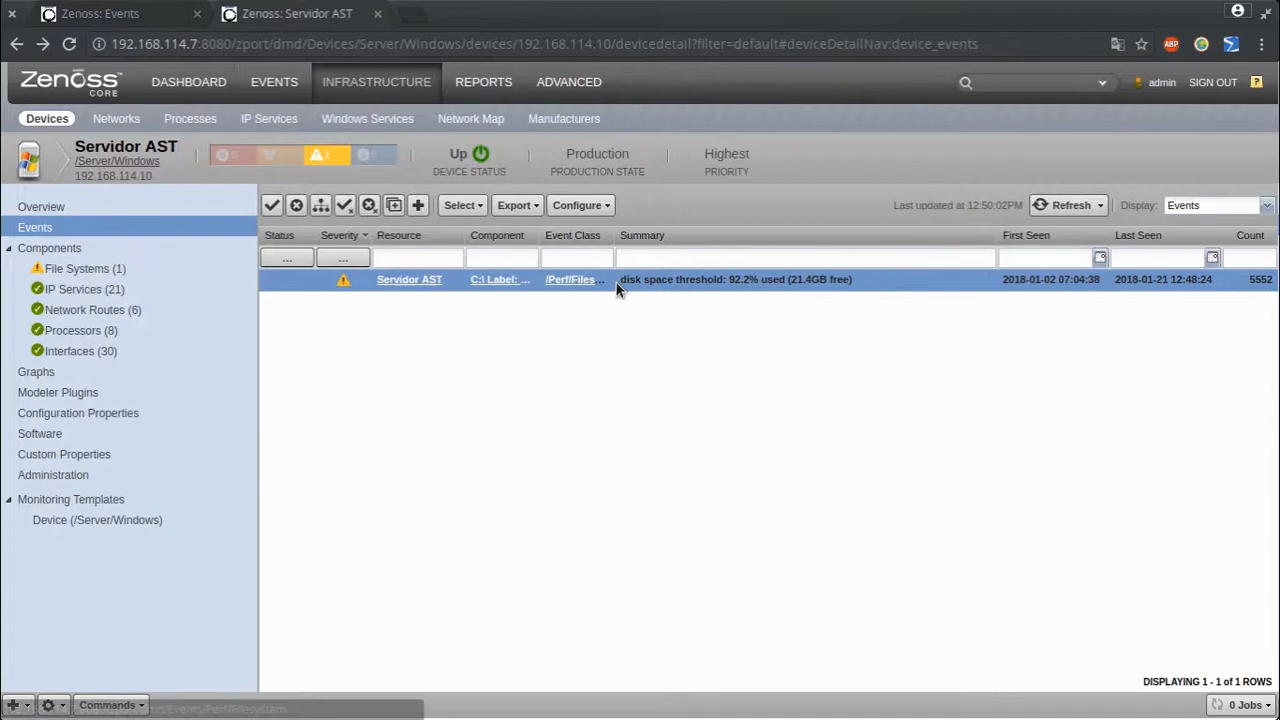 Zenoss: Events
Zenoss: Servidor AST
192.168.114.7:8080/zport/dmd/Devices/Server/Windows/devices/192.168.114.10/devicedetail?filter=default#deviceDetailNav:device_events
ABP
Zenoss CORE
DASHBOARD EVENTS INFRASTRUCTURE REPORTS ADVANCED
admin SIGN OUT ?
Devices Networks Processes IP Services Windows Services Network Map Manufacturers
Servidor AST
/Server/Windows
192.168.114.10
1
Up
DEVICE STATUS
Production
PRODUCTION STATE
Highest
PRIORITY
Overview
Events
Components
File Systems (1)
IP Services (21)
Network Routes (6)
Processors (8)
Interfaces (30)
Graphs
Modeler Plugins
Configuration Properties
Software
Custom Properties
Administration
Monitoring Templates
Device (/Server/Windows)
Select Export Configure Last updated at 12:50:02PM Refresh Display: Events
Status Severity Resource Component Event Class Summary First Seen Last Seen Count
... ...
Servidor AST C:\ Label: ... /Perf/Files... disk space threshold: 92.2% used (21.4GB free) 2018-01-02 07:04:38 2018-01-21 12:48:24 5552
DISPLAYING 1 - 1 of 1 ROWS
Commands
0 Jobs